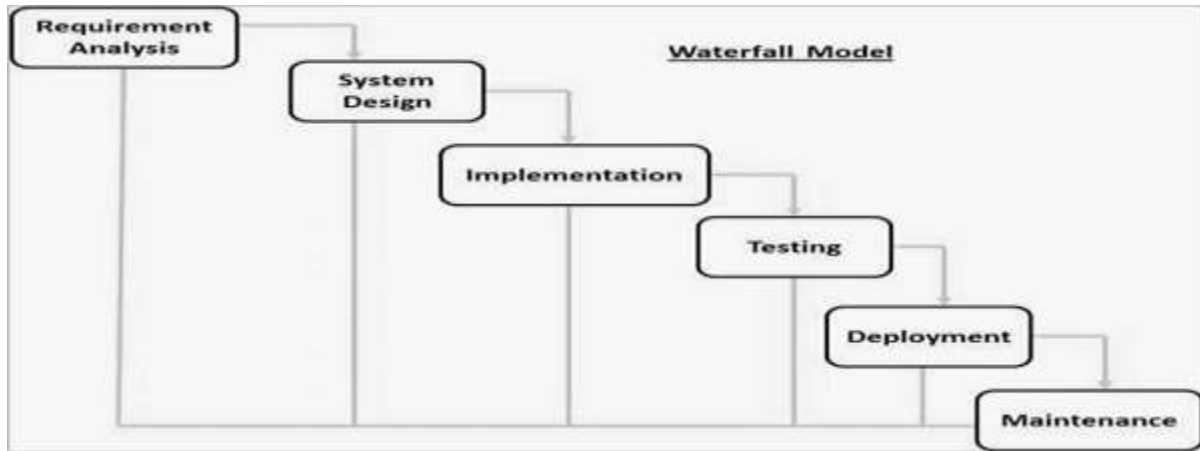 Requirement
Analysis
Waterfall Model
System
Design
Implementation
Testing
Deployment
Maintenance